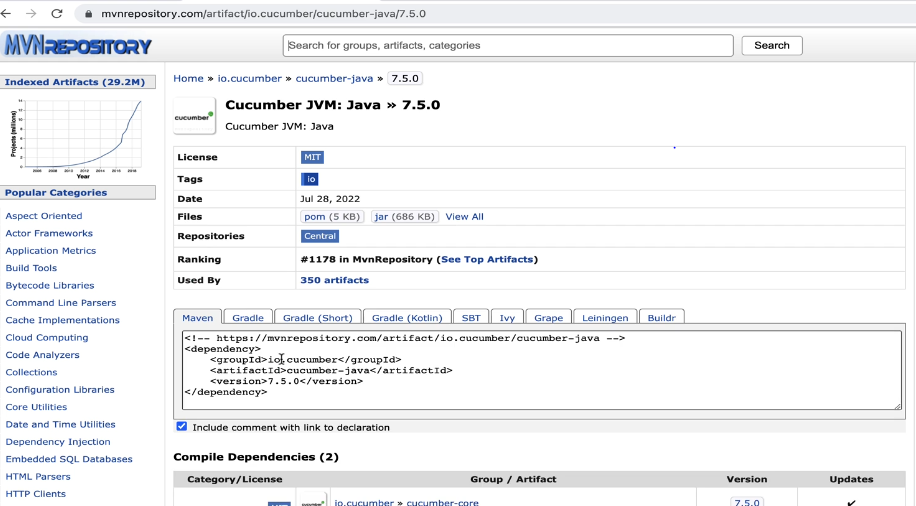 mvnrepository.com/artifact/io.cucumber/cucumber-java/7.5.0
MVNREPOSITORY
Search for groups, artifacts, categories
Search
Indexed Artifacts (29.2M)
Projects (millions)
Year
Popular Categories
Aspect Oriented
Actor Frameworks
Application Metrics
Build Tools
Bytecode Libraries
Command Line Parsers
Cache Implementations
Cloud Computing
Code Analyzers
Collections
Configuration Libraries
Core Utilities
Date and Time Utilities
Dependency Injection
Embedded SQL Databases
HTML Parsers
HTTP Clients
Home » io.cucumber » cucumber-java » 7.5.0
cucumber
Cucumber JVM: Java » 7.5.0
Cucumber JVM: Java
License MIT
Tags io
Date Jul 28, 2022
Files pom (5 KB) jar (686 KB) View All
Repositories Central
Ranking #1178 in MvnRepository (See Top Artifacts)
Used By 350 artifacts
Maven Gradle Gradle (Short) Gradle (Kotlin) SBT Ivy Grape Leiningen Buildr
<!-- https://mvnrepository.com/artifact/io.cucumber/cucumber-java -->
<dependency>
<groupId>io.cucumber</groupId>
<artifactId>cucumber-java</artifactId>
<version>7.5.0</version>
</dependency>
Include comment with link to declaration
Compile Dependencies (2)
Category/License Group / Artifact Version Updates
io.cucumber » cucumber-core 7.5.0